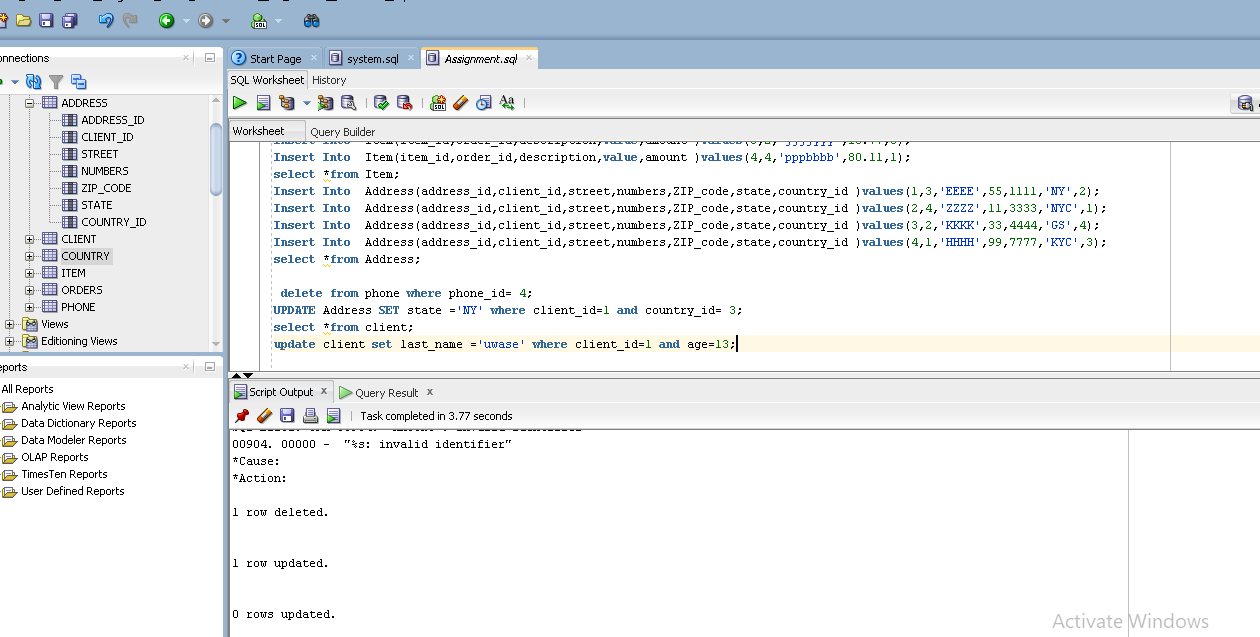 onnections
ADDRESS
ADDRESS_ID
CLIENT_ID
STREET
NUMBERS
ZIP_CODE
STATE
COUNTRY_ID
CLIENT
COUNTRY
ITEM
ORDERS
PHONE
Views
Editioning Views
eports
All Reports
Analytic View Reports
Data Dictionary Reports
Data Modeler Reports
OLAP Reports
TimesTen Reports
User Defined Reports
Start Page system.sql Assignment.sql
SQL Worksheet History
Worksheet Query Builder
Insert Into Item(item_id,order_id,description,value,amount )values(4,4,'pppbbbb',80.11,1);
select *from Item;
Insert Into Address(address_id,client_id,street,numbers,ZIP_code,state,country_id )values(1,3,'EEEE',55,1111,'NY',2);
Insert Into Address(address_id,client_id,street,numbers,ZIP_code,state,country_id )values(2,4,'ZZZZ',11,3333,'NYC',1);
Insert Into Address(address_id,client_id,street,numbers,ZIP_code,state,country_id )values(3,2,'KKKK',33,4444,'GS',4);
Insert Into Address(address_id,client_id,street,numbers,ZIP_code,state,country_id )values(4,1,'HHHH',99,7777,'KYC',3);
select *from Address;
delete from phone where phone_id= 4;
UPDATE Address SET state ='NY' where client_id=1 and country_id= 3;
select *from client;
update client set last_name ='uwase' where client_id=1 and age=13;
Script Output Query Result
Task completed in 3.77 seconds
00904. 00000 - "%s: invalid identifier"
*Cause:
*Action:
1 row deleted.
1 row updated.
0 rows updated.
Activate Windows